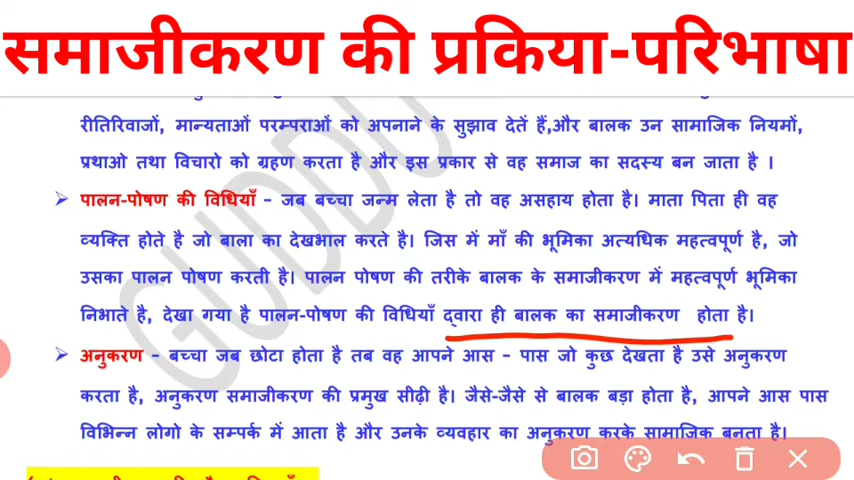 समाजीकरण की प्रकिया-परिभाषा
रीतिरिवाजों, मान्यताओं परम्पराओं को अपनाने के सुझाव देतें हैं,और बालक उन सामाजिक नियमों,
प्रथाओ तथा विचारो को ग्रहण करता है और इस प्रकार से वह समाज का सदस्य बन जाता है ।
➢ पालन-पोषण की विधियाँ – जब बच्चा जन्म लेता है तो वह असहाय होता है। माता पिता ही वह
व्यक्ति होते है जो बाला का देखभाल करते है। जिस में माँ की भूमिका अत्यधिक महत्वपूर्ण है, जो
उसका पालन पोषण करती है। पालन पोषण की तरीके बालक के समाजीकरण में महत्वपूर्ण भूमिका
निभाते है, देखा गया है पालन-पोषण की विधियाँ द्वारा ही बालक का समाजीकरण होता है।
➢ अनुकरण – बच्चा जब छोटा होता है तब वह आपने आस – पास जो कुछ देखता है उसे अनुकरण
करता है, अनुकरण समाजीकरण की प्रमुख सीढ़ी है। जैसे-जैसे से बालक बड़ा होता है, आपने आस पास
विभिन्न लोगो के सम्पर्क में आता है और उनके व्यवहार का अनुकरण करके सामाजिक बनता है।
GUDDU